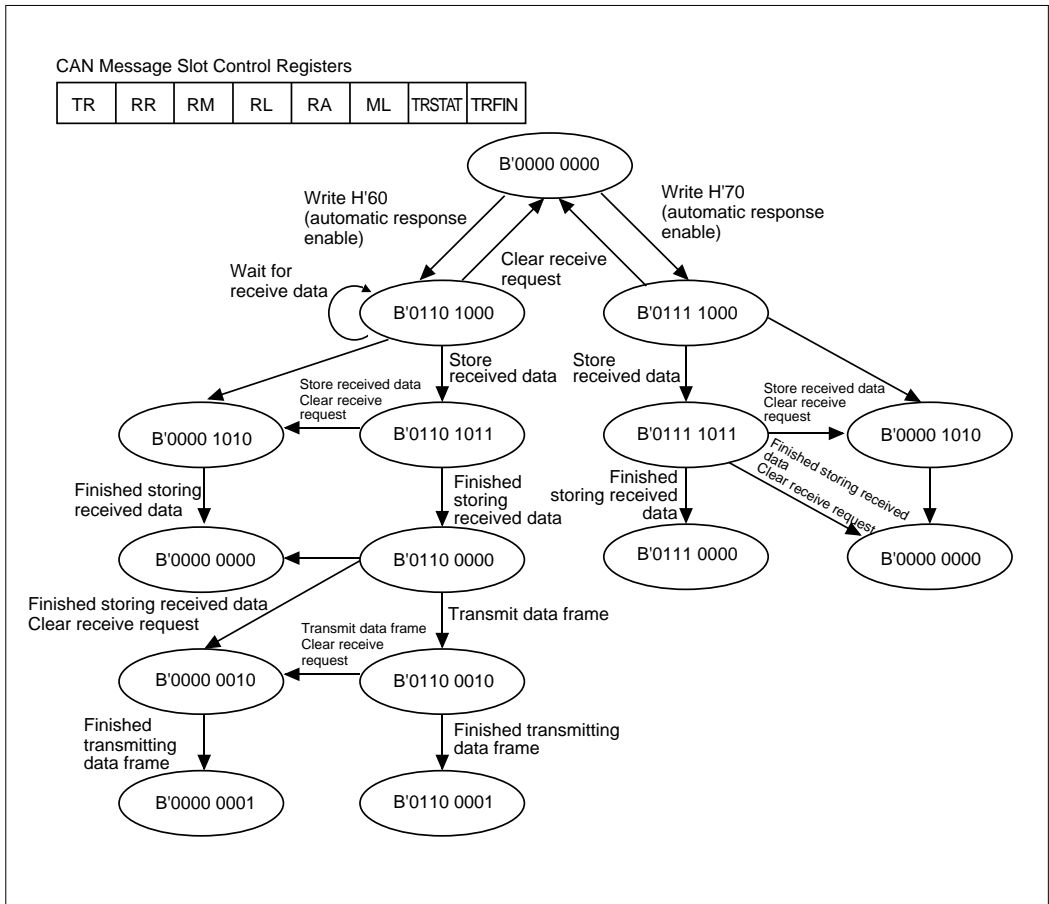 CAN Message Slot Control Registers
TR RR RM RL RA ML TRSTAT TRFIN
B'0000 0000
Write H'60
(automatic response
enable)
Write H'70
(automatic response
enable)
Clear receive
request
Wait for
receive data
B'0110 1000
B'0111 1000
Store
received data
Store
received data
Store received data
Clear receive
request
Store received data
Clear receive
request
B'0000 1010
B'0110 1011
B'0111 1011
B'0000 1010
Finished storing
received data
Finished
storing
received data
Finished
storing received
data
Finished storing received
data
Clear receive request
B'0000 0000
B'0110 0000
B'0111 0000
B'0000 0000
Finished storing received data
Clear receive request
Transmit data frame
Transmit data frame
Clear receive
request
B'0000 0010
B'0110 0010
Finished
transmitting
data frame
Finished transmitting
data frame
B'0000 0001
B'0110 0001